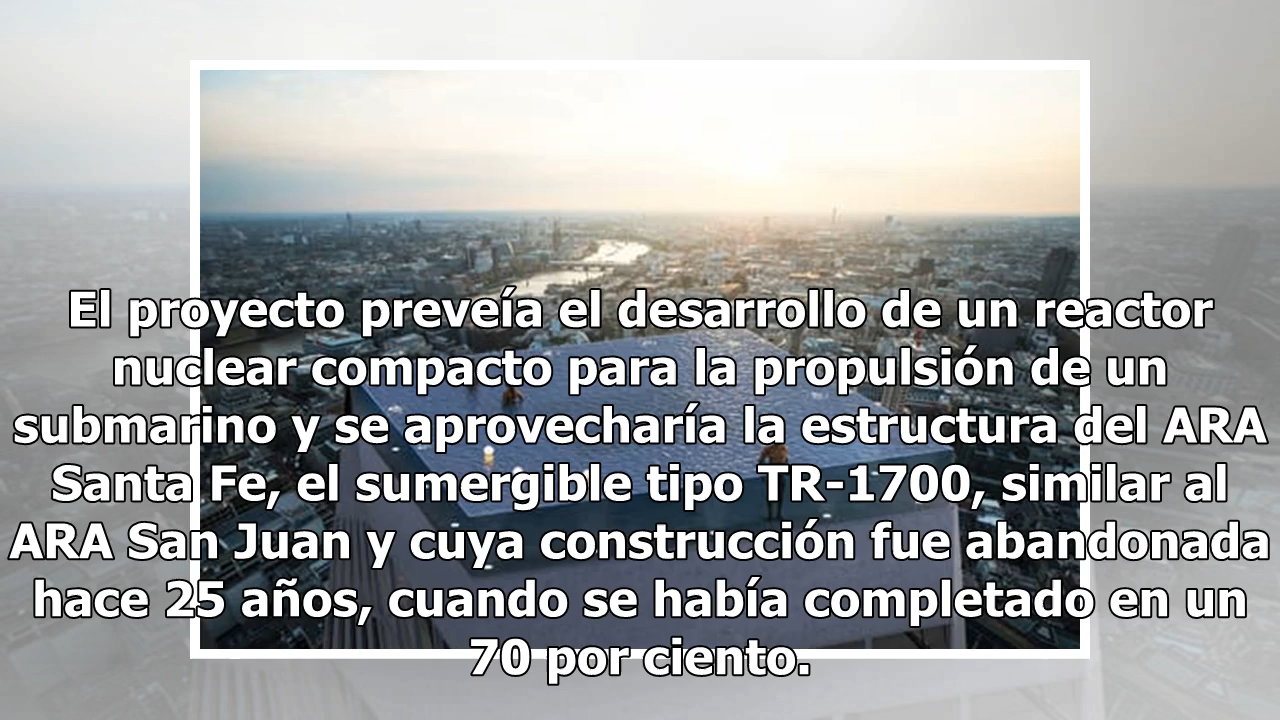 El proyecto preveía el desarrollo de un reactor
nuclear compacto para la propulsión de un
submarino y se aprovecharía la estructura del ARA
Santa Fe, el sumergible tipo TR-1700, similar al
ARA San Juan y cuya construcción fue abandonada
hace 25 años, cuando se había completado en un
70 por ciento.